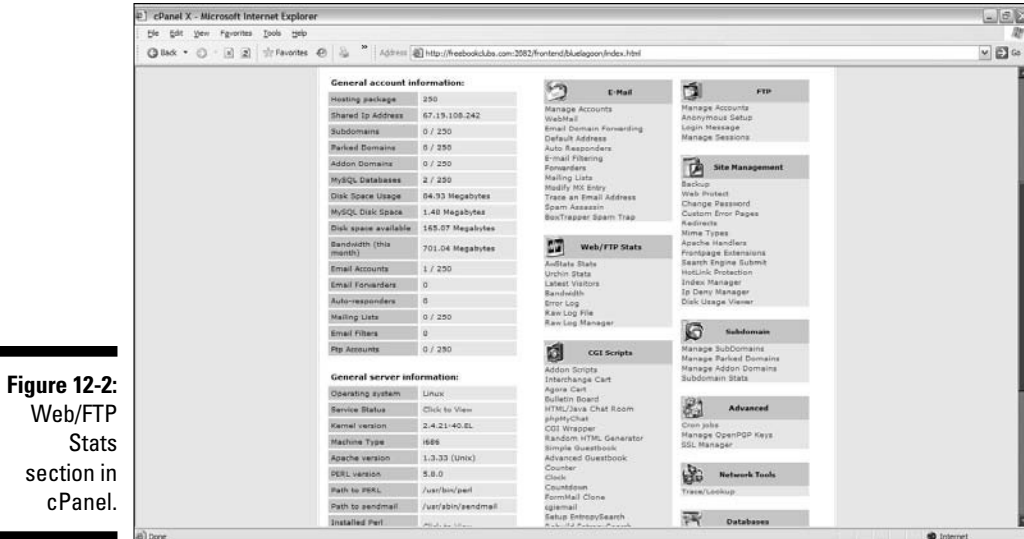 cPanel X - Microsoft Internet Explorer
File Edit View Favorites Tools Help
Back Favorites Address http://freebookclubs.com:2082/frontend/bluelagoon/index.html Go
General account information:
Hosting package 250
Shared Ip Address 67.15.108.242
Subdomains 0 / 250
Parked Domains 0 / 250
Addon Domains 0 / 250
MySQL Databases 2 / 250
Disk Space Usage 84.93 Megabytes
MySQL Disk Space 1.48 Megabytes
Disk space available 165.07 Megabytes
Bandwidth (this month) 701.04 Megabytes
Email Accounts 1 / 250
Email Forwarders 0
Auto-responders 0
Mailing Lists 0 / 250
Email Filters 0
Ftp Accounts 0 / 250
General server information:
Operating system Linux
Service Status Click to View
Kernel version 2.4.21-40.EL
Machine Type i686
Apache version 1.3.33 (Unix)
PERL version 5.8.0
Path to PERL /usr/bin/perl
Path to sendmail /usr/sbin/sendmail
Installed Perl Click to View
E-Mail
Manage Accounts
WebMail
Email Domain Forwarding
Default Address
Auto Responders
E-mail Filtering
Forwarders
Mailing Lists
Modify MX Entry
Trace an Email Address
Spam Assassin
BoxTrapper Spam Trap
Web/FTP Stats
AwStats Stats
Urchin Stats
Latest Visitors
Bandwidth
Error Log
Raw Log File
Raw Log Manager
CGI Scripts
Addon Scripts
Interchange Cart
Agora Cart
Bulletin Board
HTML/Java Chat Room
phpMyChat
CGI Wrapper
Random HTML Generator
Simple Guestbook
Advanced Guestbook
Counter
Clock
Countdown
FormMail Clone
cgiemail
Setup EntropySearch
Rebuild EntropySearch
FTP
Manage Accounts
Anonymous Setup
Login Message
Manage Sessions
Site Management
Backup
Web Protect
Change Password
Custom Error Pages
Redirects
Mime Types
Apache Handlers
Frontpage Extensions
Search Engine Submit
HotLink Protection
Index Manager
Ip Deny Manager
Disk Usage Viewer
Subdomain
Manage SubDomains
Manage Parked Domains
Manage Addon Domains
Subdomain Stats
Advanced
Cron jobs
Manage OpenPGP Keys
SSL Manager
Network Tools
Trace/Lookup
Databases
Done Internet
Figure 12-2:
Web/FTP
Stats
section in
cPanel.